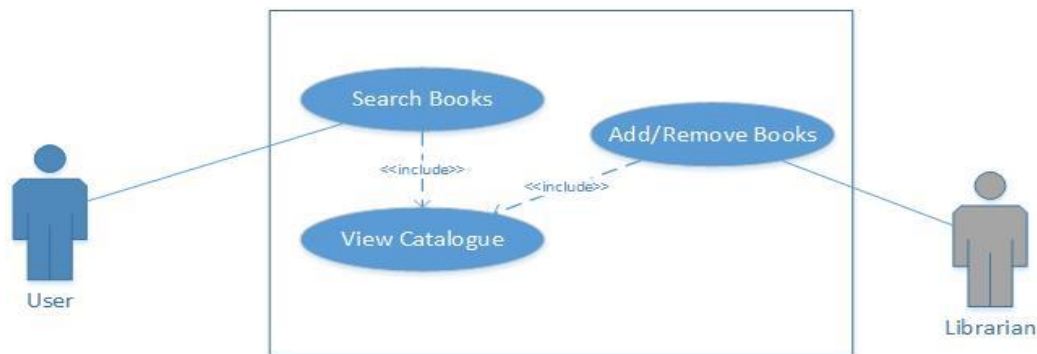 Search Books
Add/Remove Books
<<include>>
<<include>>
View Catalogue
User
Librarian